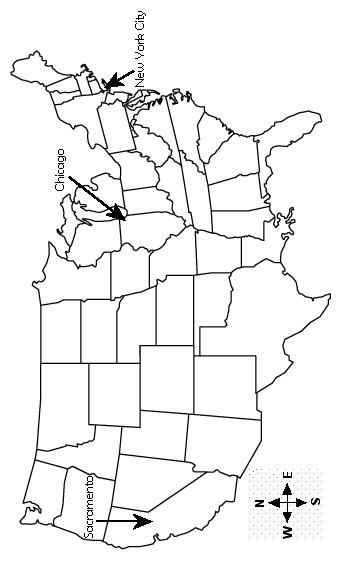 New York City
Chicago
Sacramento
N
W E
S